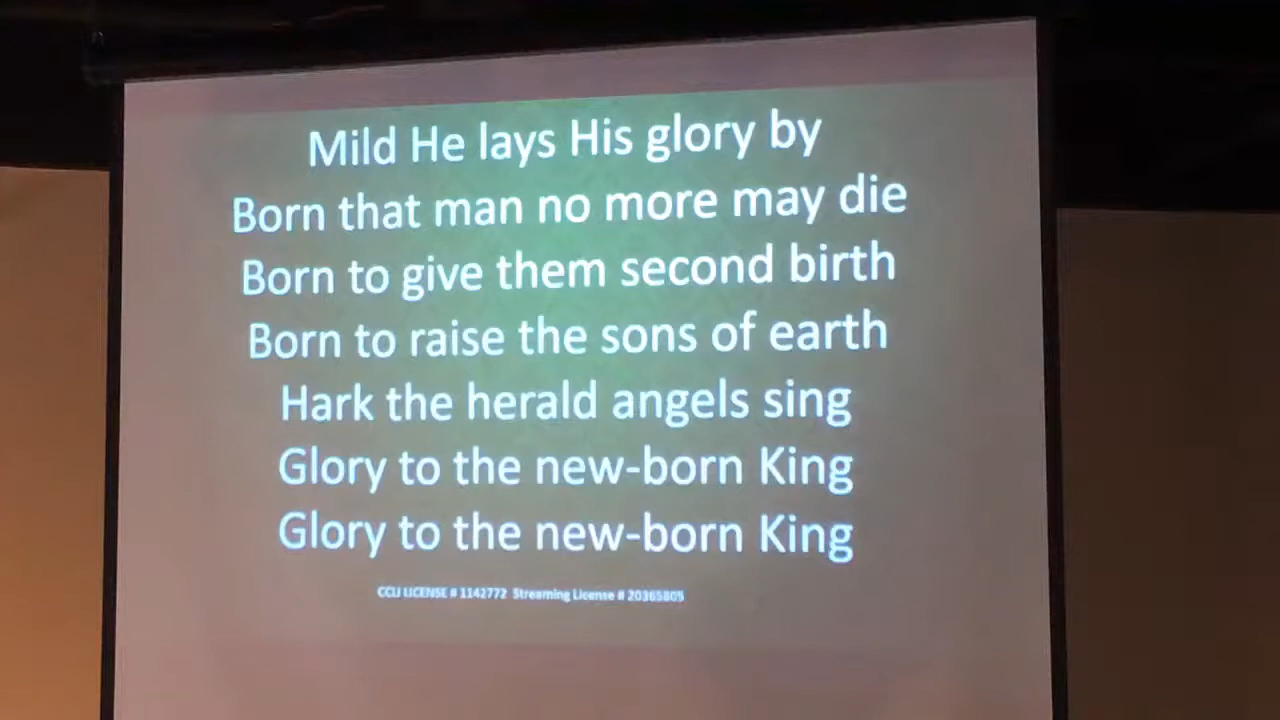 Mild He lays His glory by
Born that man no more may die
Born to give them second birth
Born to raise the sons of earth
Hark the herald angels sing
Glory to the new-born King
Glory to the new-born King
CCLI LICENSE # 1142772 Streaming License # 20365805